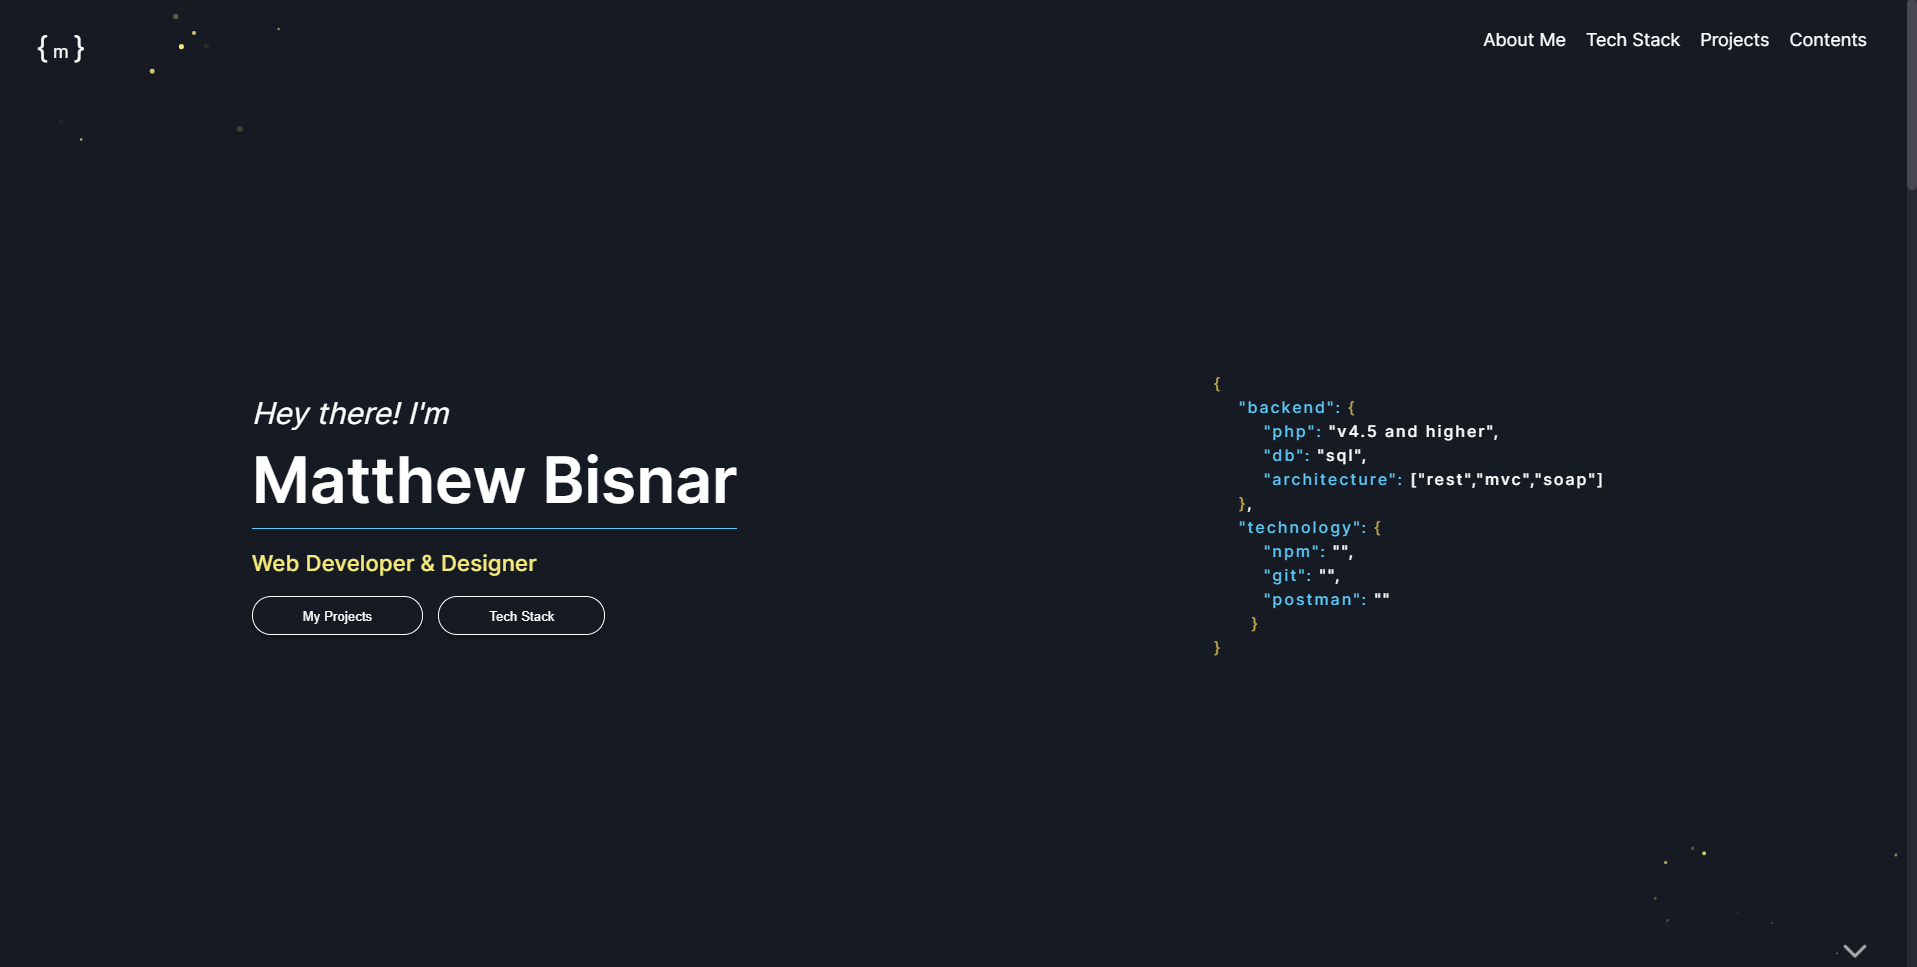 { m }
About Me Tech Stack Projects Contents
Hey there! I'm
Matthew Bisnar
Web Developer & Designer
My Projects Tech Stack
{
"backend": {
"php": "v4.5 and higher",
"db": "sql",
"architecture": ["rest","mvc","soap"]
},
"technology": {
"npm": "",
"git": "",
"postman": ""
}
}